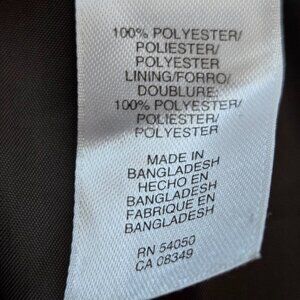 100% POLYESTER/
POLIESTER/
POLYESTER
LINING/FORRO/
DOUBLURE:
100% POLYESTER/
POLIESTER/
POLYESTER
MADE IN
BANGLADESH
HECHO EN
BANGLADESH
FABRIQUE EN
BANGLADESH
RN 54050
CA 08349